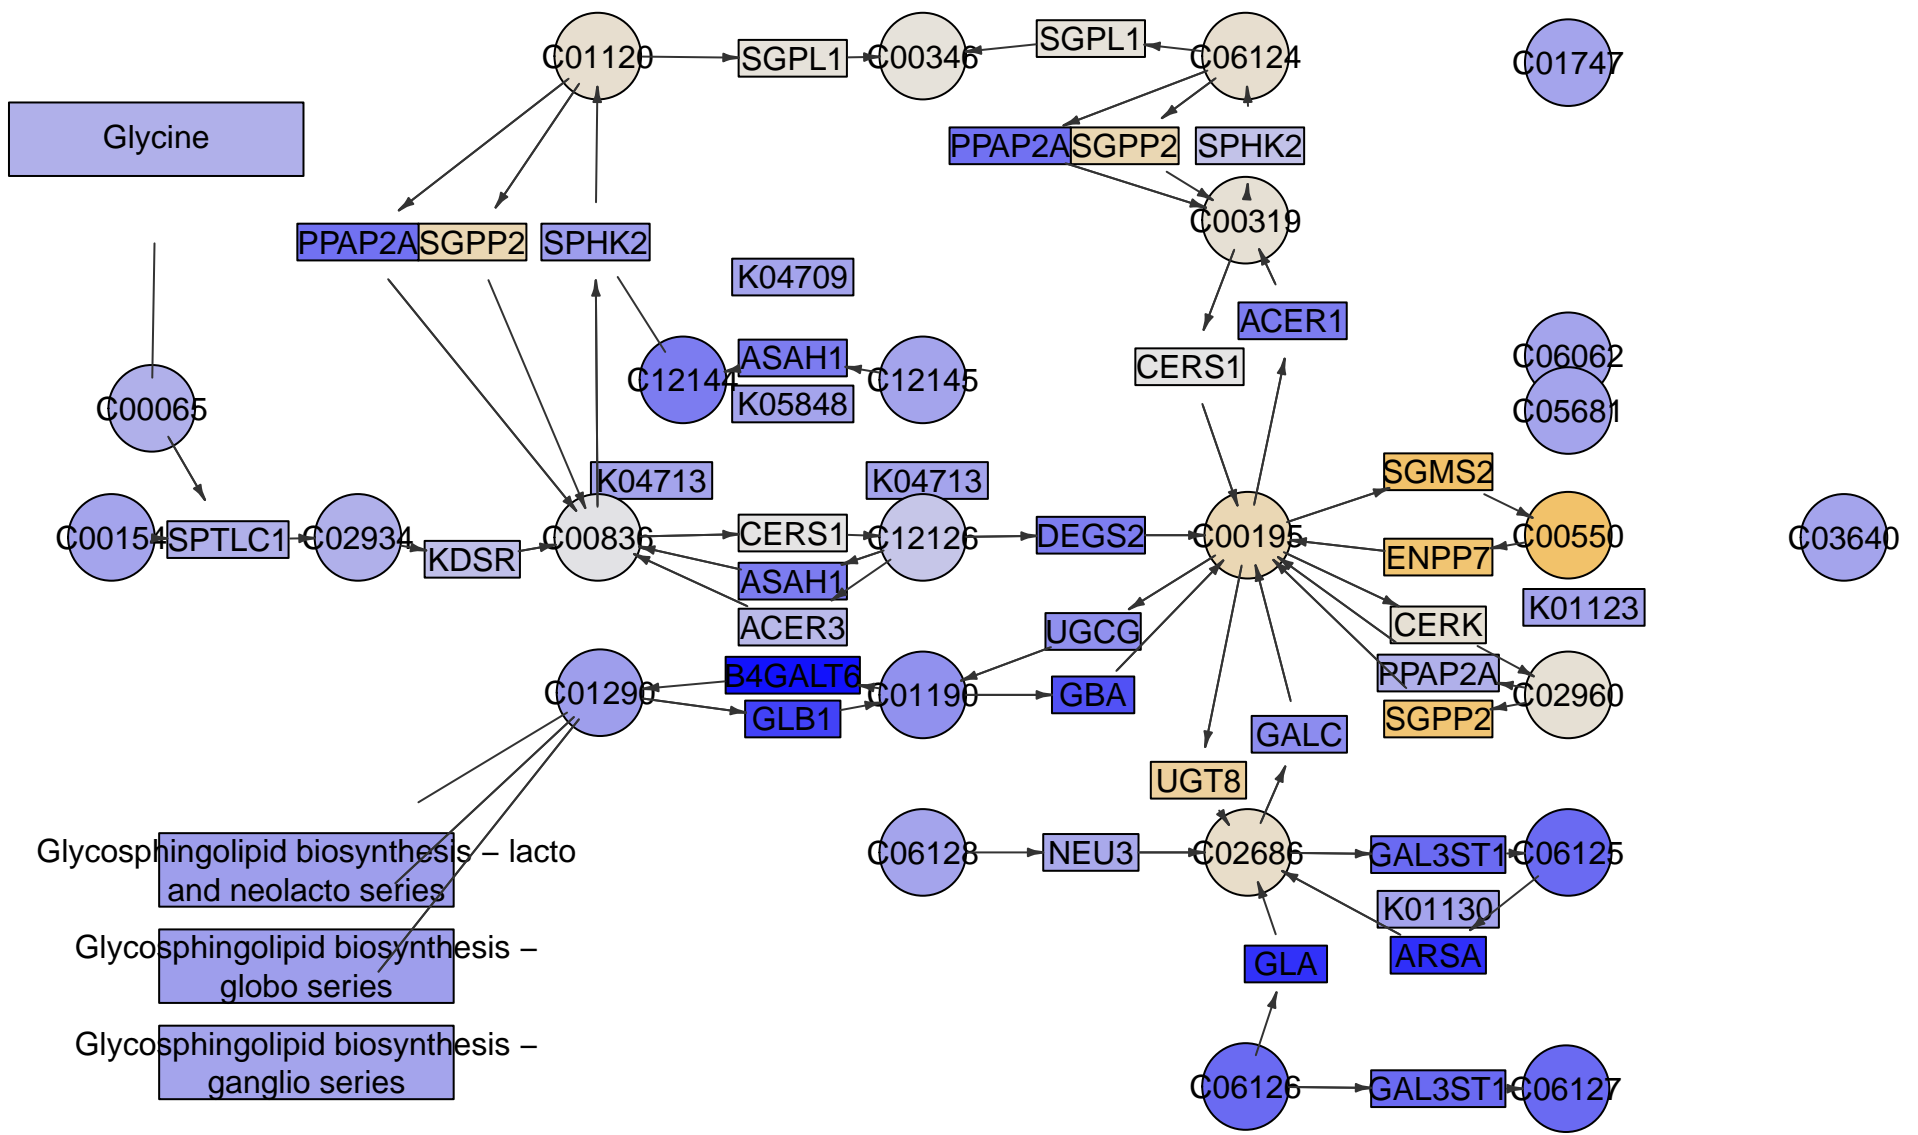 C01120
SGPL1
C00346
SGPL1
C06124
C01747
Glycine
PPAP2A
SGPP2
SPHK2
C00319
PPAP2A
SGPP2
SPHK2
K04709
ACER1
ASAH1
C12144
C12145
K05848
CERS1
C06062
C05681
C00065
K04713
K04713
SGMS2
C00154
SPTLC1
C02934
KDSR
C00836
CERS1
C12126
DEGS2
C00195
C00550
C03640
ENPP7
ASAH1
ACER3
K01123
UGCG
CERK
B4GALT6
PPAP2A
C01290
C01190
GBA
C02960
GLB1
SGPP2
GALC
UGT8
Glycosphingolipid biosynthesis – lacto
and neolacto series
C06128
NEU3
C02686
GAL3ST1
C06125
K01130
Glycosphingolipid biosynthesis –
globo series
GLA
ARSA
Glycosphingolipid biosynthesis –
ganglio series
C06126
GAL3ST1
C06127